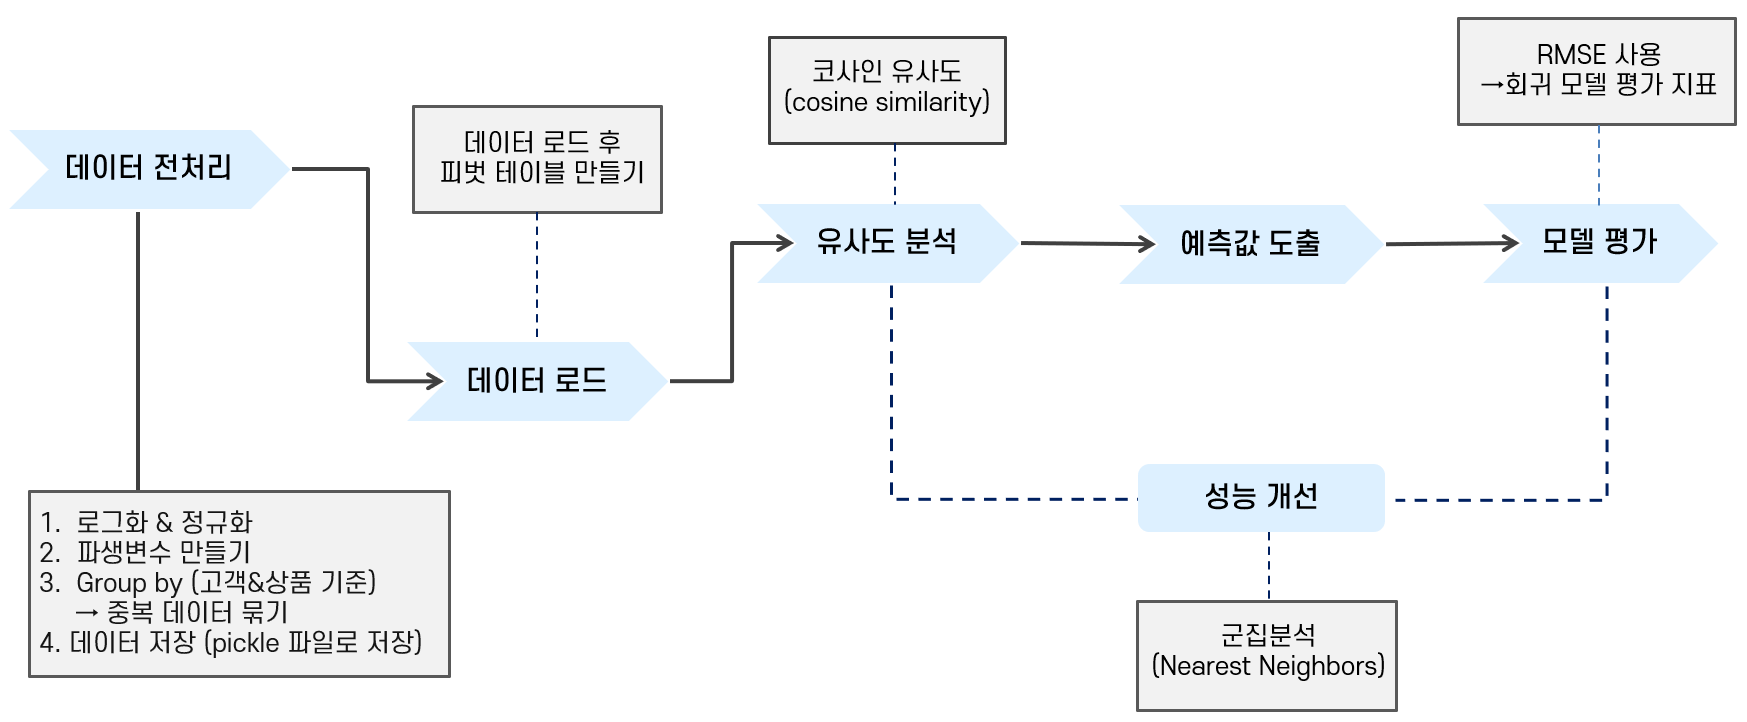 데이터 전처리
1. 로그화 & 정규화
2. 파생변수 만들기
3. Group by (고객&상품 기준)
→ 중복 데이터 묶기
4. 데이터 저장 (pickle 파일로 저장)
데이터 로드 후
피벗 테이블 만들기
데이터 로드
코사인 유사도
(cosine similarity)
유사도 분석
예측값 도출
RMSE 사용
→회귀 모델 평가 지표
모델 평가
성능 개선
군집분석
(Nearest Neighbors)